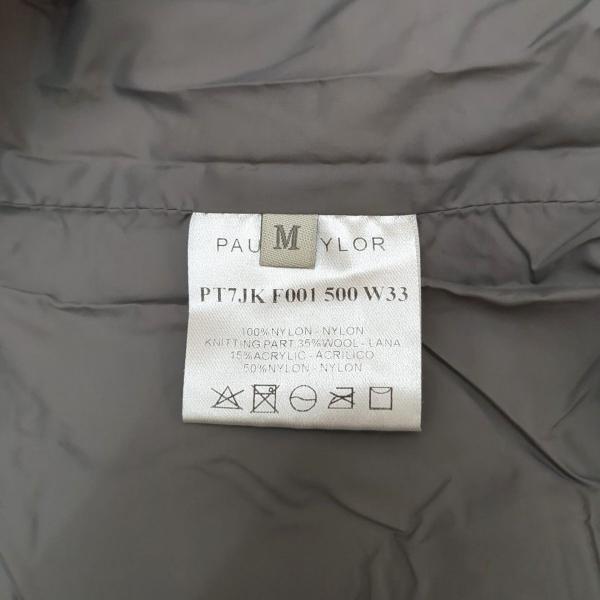 PAU M YLOR
PT7JK F001 500 W33
100%NYLON - NYLON
KNITTING PART 35%WOOL - LANA
15%ACRYLIC - ACRILICO
50%NYLON - NYLON